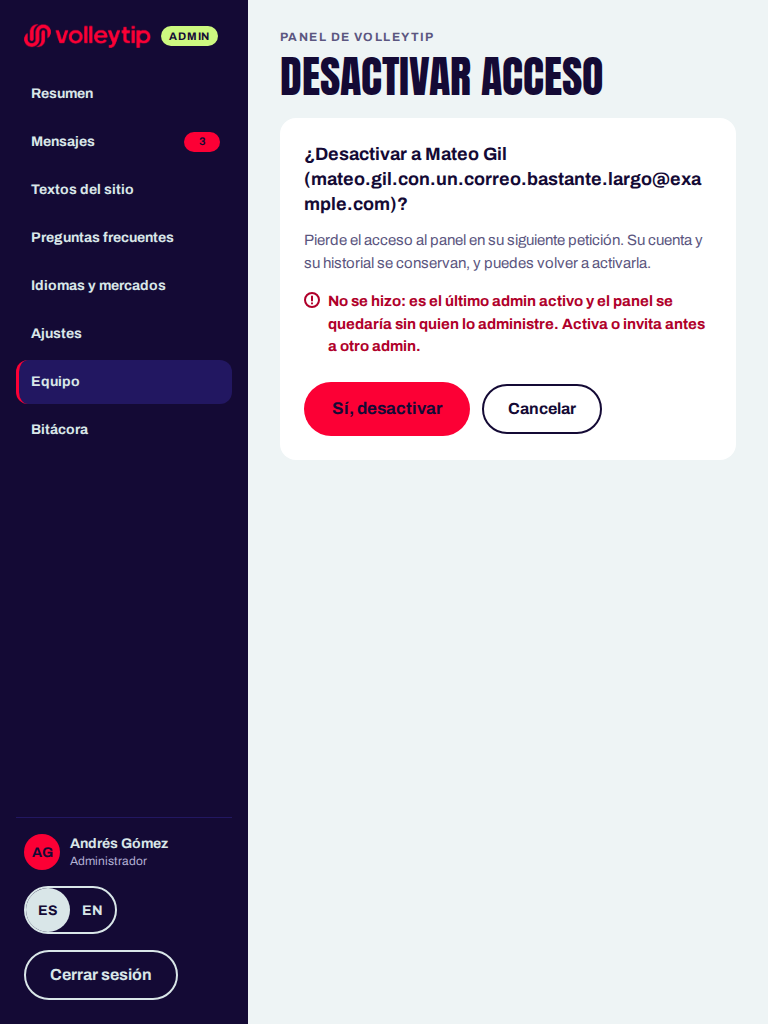 volleytip ADMIN
Resumen
Mensajes 3
Textos del sitio
Preguntas frecuentes
Idiomas y mercados
Ajustes
Equipo
Bitácora
AG Andrés Gómez
Administrador
ES EN
Cerrar sesión
PANEL DE VOLLEYTIP
DESACTIVAR ACCESO
¿Desactivar a Mateo Gil
(mateo.gil.con.un.correo.bastante.largo@exa
mple.com)?
Pierde el acceso al panel en su siguiente petición. Su cuenta y
su historial se conservan, y puedes volver a activarla.
No se hizo: es el último admin activo y el panel se
quedaría sin quien lo administre. Activa o invita antes
a otro admin.
Sí, desactivar Cancelar